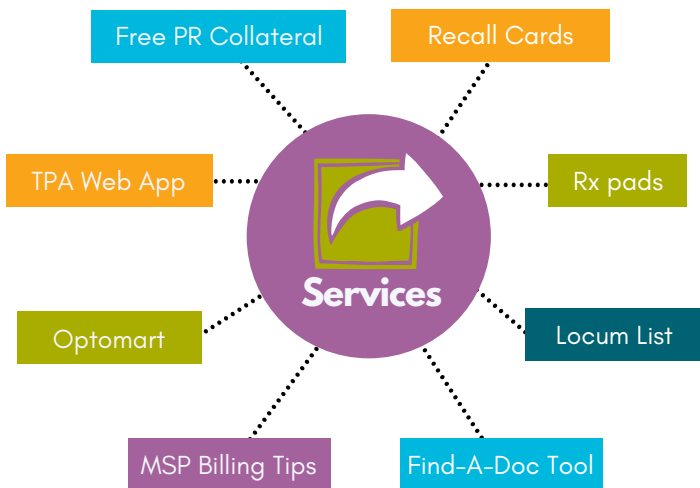 Free PR Collateral
Recall Cards
TPA Web App
Rx pads
Services
Optomart
Locum List
MSP Billing Tips
Find-A-Doc Tool